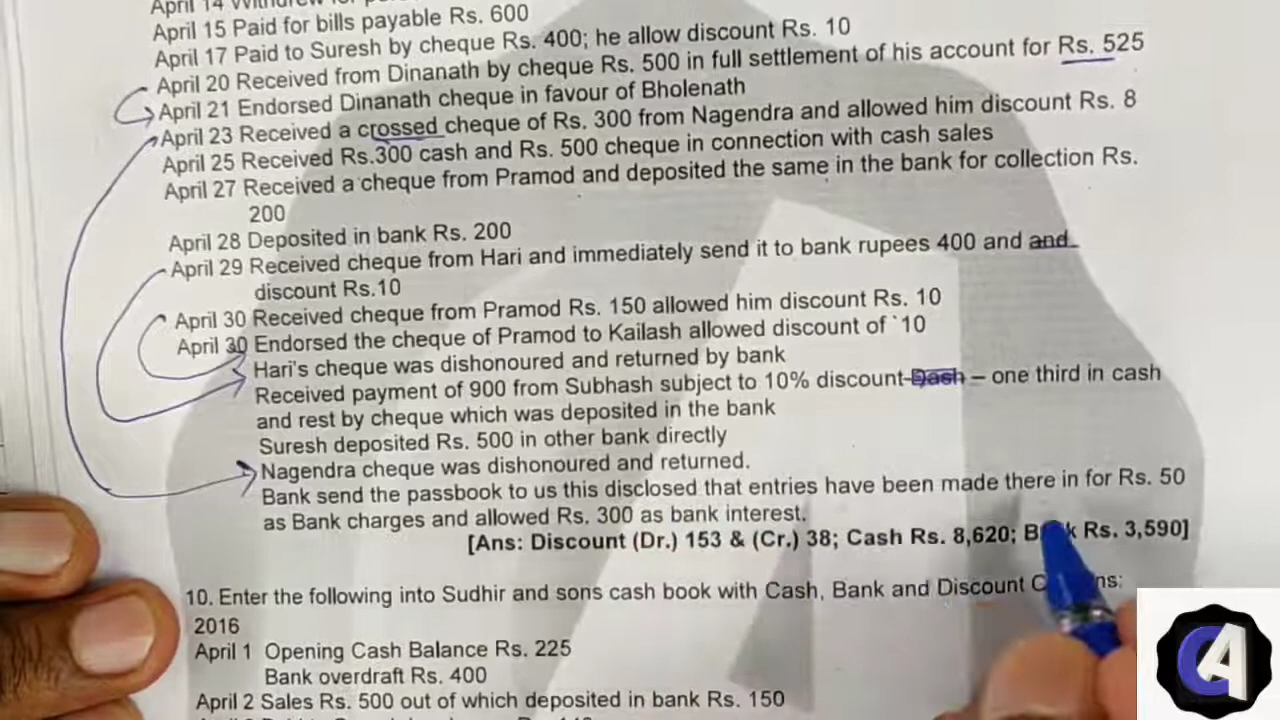 April 14 Withdrew for
April 15 Paid for bills payable Rs. 600
April 17 Paid to Suresh by cheque Rs. 400; he allow discount Rs. 10
April 20 Received from Dinanath by cheque Rs. 500 in full settlement of his account for Rs. 525
April 21 Endorsed Dinanath cheque in favour of Bholenath
April 23 Received a crossed cheque of Rs. 300 from Nagendra and allowed him discount Rs. 8
April 25 Received Rs.300 cash and Rs. 500 cheque in connection with cash sales
April 27 Received a cheque from Pramod and deposited the same in the bank for collection Rs.
200
April 28 Deposited in bank Rs. 200
April 29 Received cheque from Hari and immediately send it to bank rupees 400 and and
discount Rs.10
April 30 Received cheque from Pramod Rs. 150 allowed him discount Rs. 10
April 30 Endorsed the cheque of Pramod to Kailash allowed discount of `10
Hari's cheque was dishonoured and returned by bank
Received payment of 900 from Subhash subject to 10% discount Dash – one third in cash
and rest by cheque which was deposited in the bank
Suresh deposited Rs. 500 in other bank directly
Nagendra cheque was dishonoured and returned.
Bank send the passbook to us this disclosed that entries have been made there in for Rs. 50
as Bank charges and allowed Rs. 300 as bank interest.
[Ans: Discount (Dr.) 153 & (Cr.) 38; Cash Rs. 8,620; B k Rs. 3,590]
10. Enter the following into Sudhir and sons cash book with Cash, Bank and Discount C ns:
2016
April 1 Opening Cash Balance Rs. 225
Bank overdraft Rs. 400
April 2 Sales Rs. 500 out of which deposited in bank Rs. 150
CA